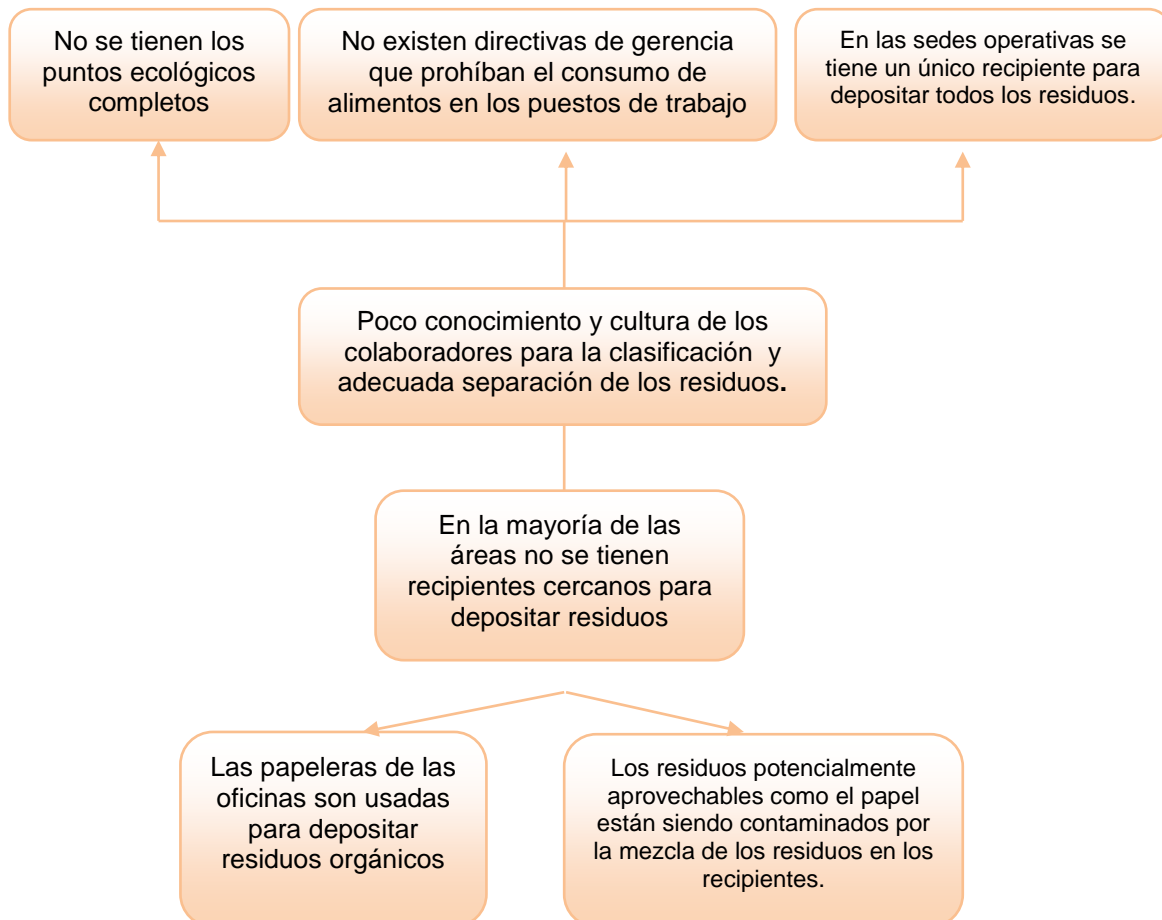 No se tienen los
puntos ecológicos
completos
No existen directivas de gerencia
que prohíban el consumo de
alimentos en los puestos de trabajo
En las sedes operativas se
tiene un único recipiente para
depositar todos los residuos.
Poco conocimiento y cultura de los
colaboradores para la clasificación  y
adecuada separación de los residuos.
En la mayoría de las
áreas no se tienen
recipientes cercanos para
depositar residuos
Las papeleras de las
oficinas son usadas
para depositar
residuos orgánicos
Los residuos potencialmente
aprovechables como el papel
están siendo contaminados por
la mezcla de los residuos en los
recipientes.